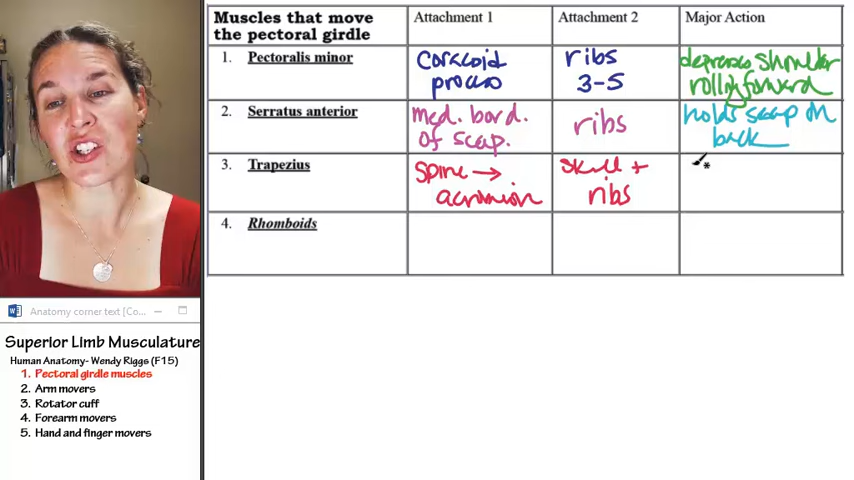 Muscles that move
the pectoral girdle
Attachment 1
Attachment 2
Major Action
1. Pectoralis minor
coracoid
process
ribs
3-5
depresses shoulder
rolling forward
2. Serratus anterior
med. bord.
of scap.
ribs
holds scap on
back
3. Trapezius
Spine →
acromion
skull +
ribs
4. Rhomboids
Anatomy corner text [Co...
Superior Limb Musculature
Human Anatomy- Wendy Riggs (F15)
1. Pectoral girdle muscles
2. Arm movers
3. Rotator cuff
4. Forearm movers
5. Hand and finger movers